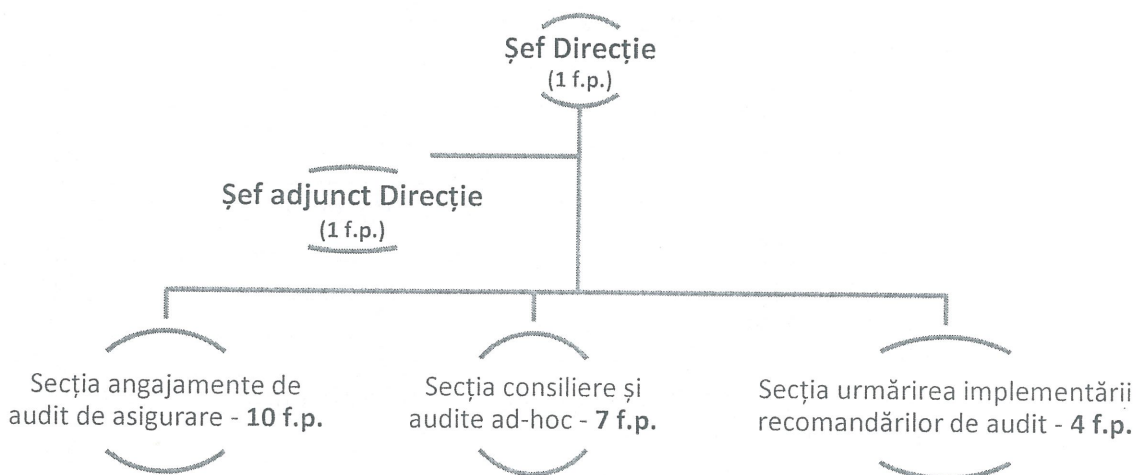 Șef Direcție
(1 f.p.)
Șef adjunct Direcție
(1 f.p.)
Secția angajamente de
audit de asigurare - 10 f.p.
Secția consiliere și
audite ad-hoc - 7 f.p.
Secția urmărirea implementării
recomandărilor de audit - 4 f.p.